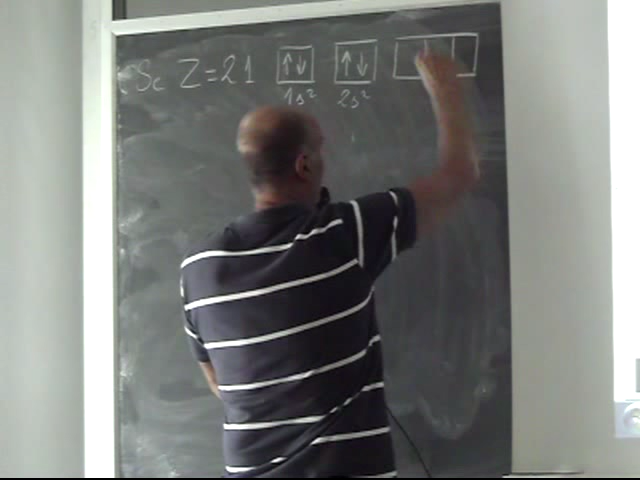 Sc Z=21 ↑↓ ↑↓
1s² 2s²